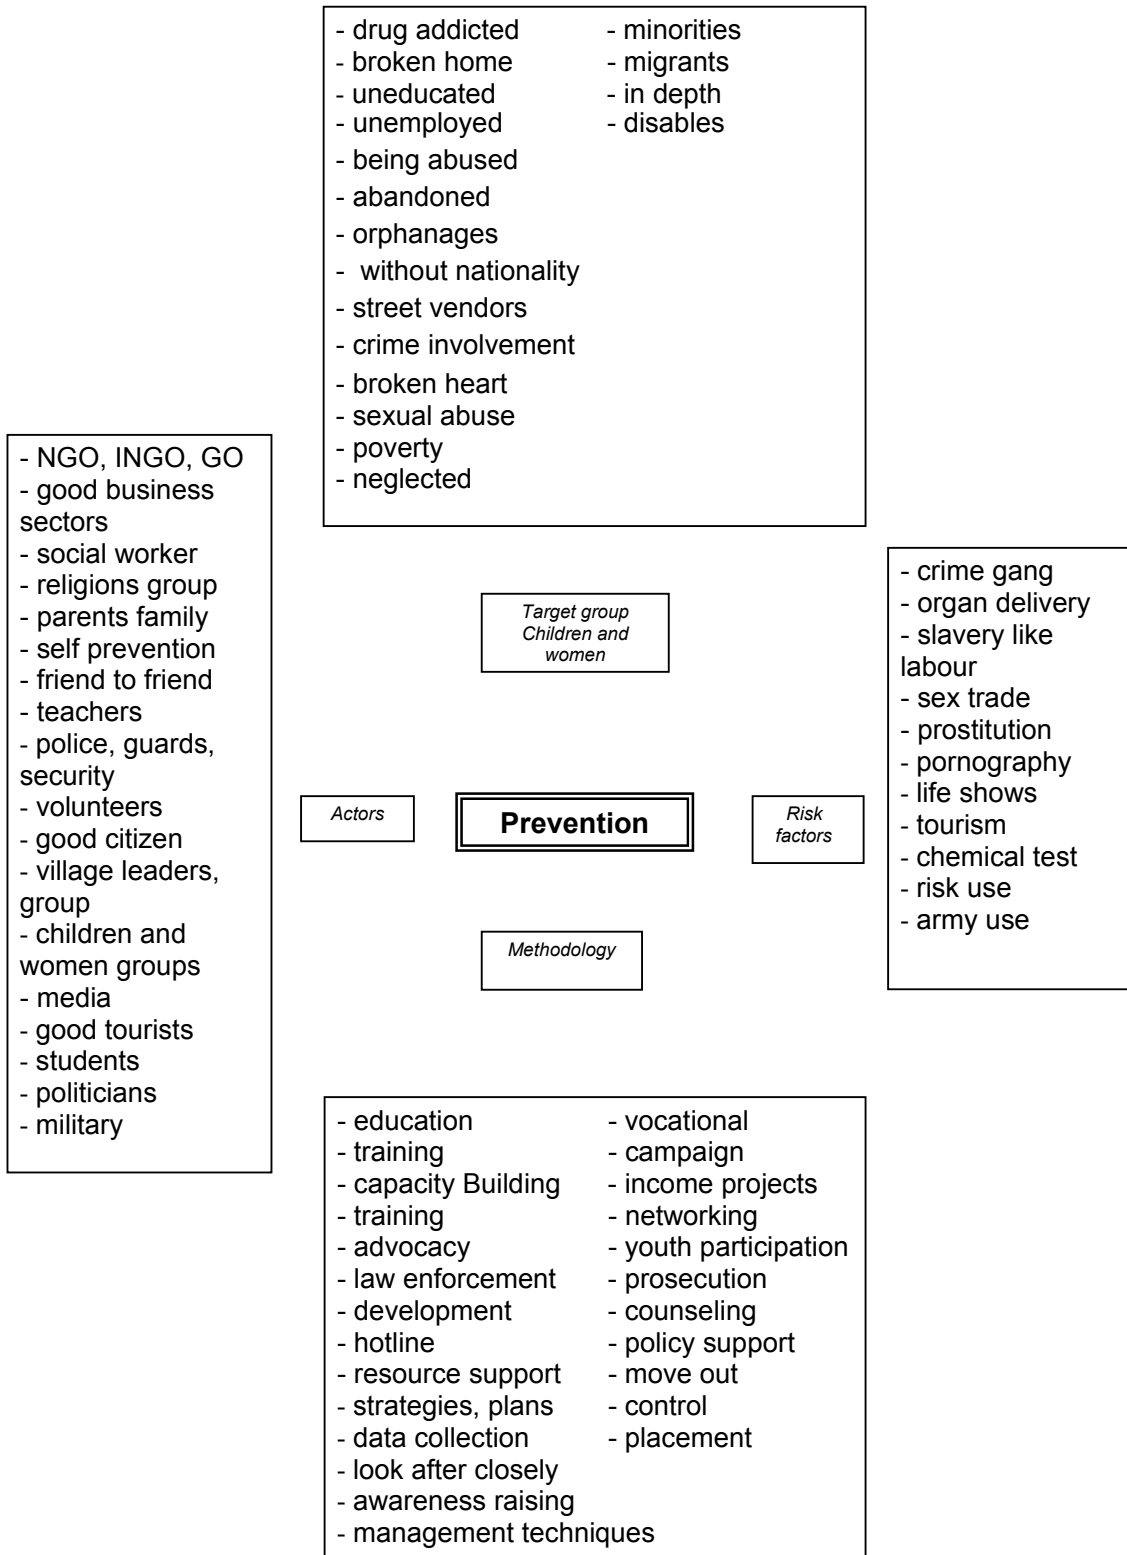 - drug addicted
- broken home
- uneducated
- unemployed
- being abused
- abandoned
- orphanages
- without nationality
- street vendors
- crime involvement
- broken heart
- sexual abuse
- poverty
- neglected
- minorities
- migrants
- in depth
- disables
- NGO, INGO, GO
- good business
sectors
- social worker
- religions group
- parents family
- self prevention
- friend to friend
- teachers
- police, guards,
security
- volunteers
- good citizen
- village leaders,
group
- children and
women groups
- media
- good tourists
- students
- politicians
- military
Target group
Children and
women
Actors
Prevention
Risk
factors
Methodology
- crime gang
- organ delivery
- slavery like
labour
- sex trade
- prostitution
- pornography
- life shows
- tourism
- chemical test
- risk use
- army use
- education
- training
- capacity Building
- training
- advocacy
- law enforcement
- development
- hotline
- resource support
- strategies, plans
- data collection
- look after closely
- awareness raising
- management techniques
- vocational
- campaign
- income projects
- networking
- youth participation
- prosecution
- counseling
- policy support
- move out
- control
- placement